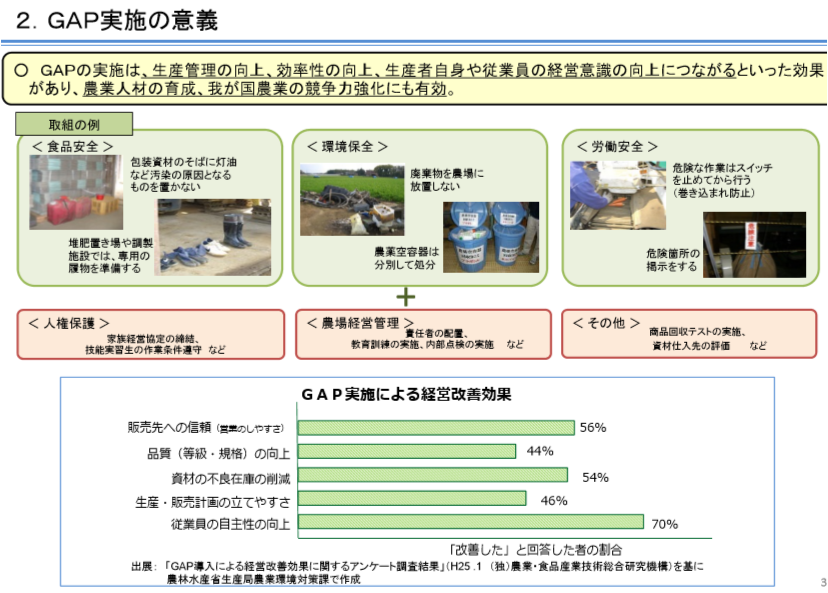 ２．GAP実施の意義
○　GAPの実施は、生産管理の向上、効率性の向上、生産者自身や従業員の経営意識の向上につながるといった効果
があり、農業人材の育成、我が国農業の競争力強化にも有効。
取組の例
＜ 食品安全 ＞
包装資材のそばに灯油
など汚染の原因となる
ものを置かない
堆肥置き場や調製
施設では、専用の
履物を準備する
＜ 環境保全 ＞
廃棄物を農場に
放置しない
農薬空容器は
分別して処分
＜ 労働安全 ＞
危険な作業はスイッチ
を止めてから行う
（巻き込まれ防止）
危険箇所の
掲示をする
＋
＜ 人権保護 ＞
家族経営協定の締結、
技能実習生の作業条件遵守 など
＜ 農場経営管理 ＞
責任者の配置、
教育訓練の実施、内部点検の実施　など
＜ その他 ＞
商品回収テストの実施、
資材仕入先の評価　　など
ＧＡＰ実施による経営改善効果
販売先への信頼（営業のしやすさ） 56%
品質（等級・規格）の向上 44%
資材の不良在庫の削減 54%
生産・販売計画の立てやすさ 46%
従業員の自主性の向上 70%
「改善した」と回答した者の割合
出展：「GAP導入による経営改善効果に関するアンケート調査結果」（H25 .1 （独）農業・食品産業技術総合研究機構）を基に
農林水産省生産局農業環境対策課で作成
3